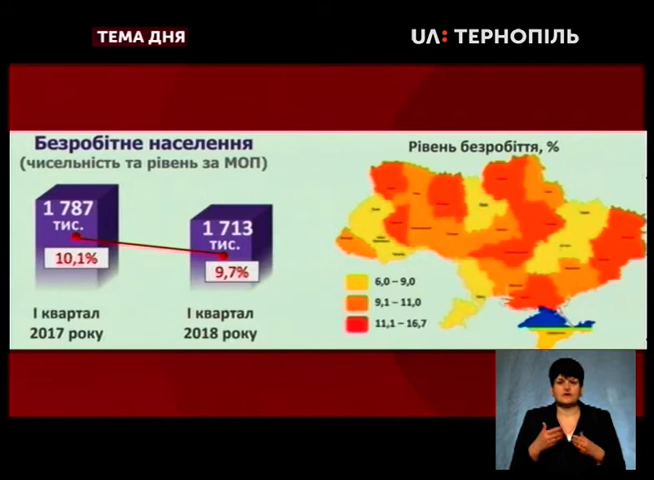 ТЕМА ДНЯ
UA: ТЕРНОПІЛЬ
Безробітне населення
(чисельність та рівень за МОП)
1 787
тис.
10,1%
1 713
тис.
9,7%
І квартал
2017 року
І квартал
2018 року
Рівень безробіття, %
6,0 – 9,0
9,1 – 11,0
11,1 – 16,7